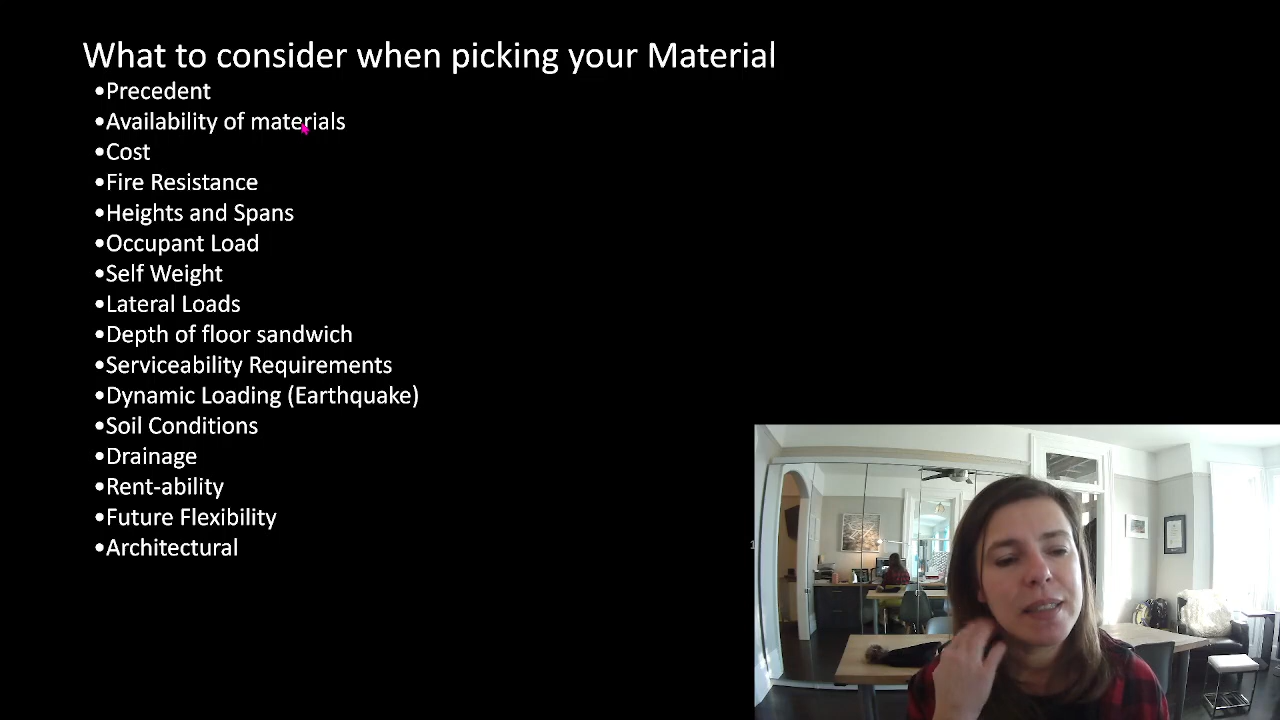 What to consider when picking your Material
•Precedent
•Availability of materials
•Cost
•Fire Resistance
•Heights and Spans
•Occupant Load
•Self Weight
•Lateral Loads
•Depth of floor sandwich
•Serviceability Requirements
•Dynamic Loading (Earthquake)
•Soil Conditions
•Drainage
•Rent-ability
•Future Flexibility
•Architectural